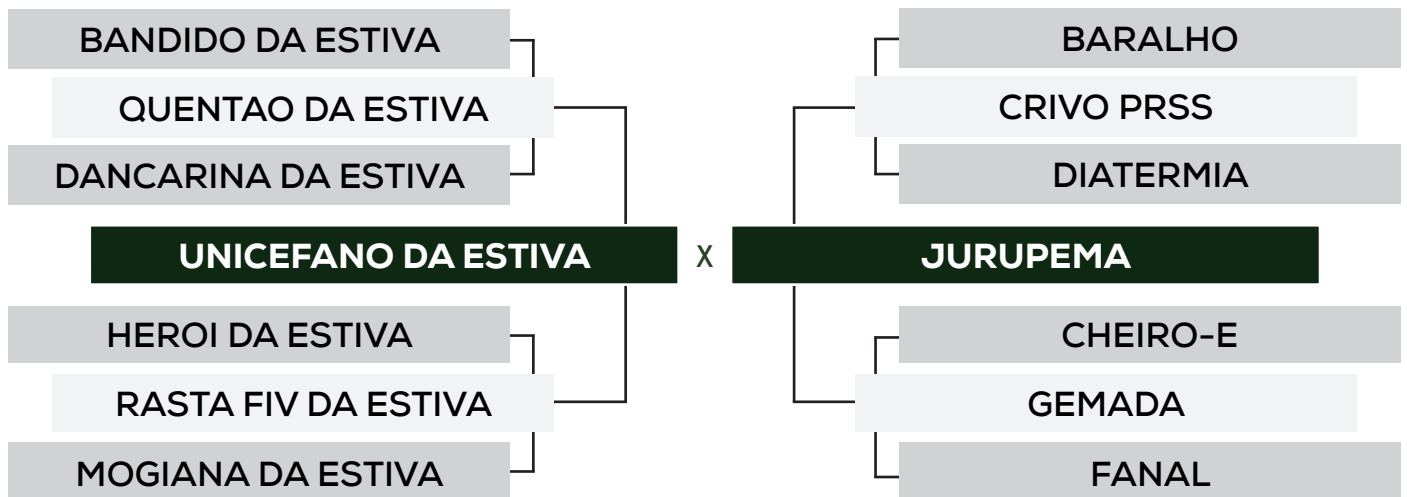 BANDIDO DA ESTIVA
QUENTAO DA ESTIVA
DANCARINA DA ESTIVA
BARALHO
CRIVO PRSS
DIATERMIA
UNICEFANO DA ESTIVA X JURUPEMA
HEROI DA ESTIVA
RASTA FIV DA ESTIVA
MOGIANA DA ESTIVA
CHEIRO-E
GEMADA
FANAL